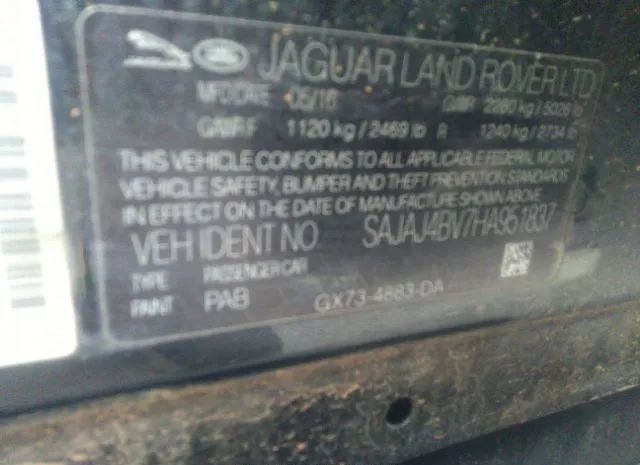 JAGUAR LAND ROVER LTD
MFD DATE 05/16 GVWR 2280 kg / 5026 lb
GAWR F 1120 kg / 2469 lb R 1240 kg / 2734 lb
THIS VEHICLE CONFORMS TO ALL APPLICABLE FEDERAL MOTOR
VEHICLE SAFETY, BUMPER AND THEFT PREVENTION STANDARDS
IN EFFECT ON THE DATE OF MANUFACTURE SHOWN ABOVE.
VEH IDENT NO SAJAJ4BV7HA961837
TYPE PASSENGER CAR
PAINT PAB GX73-4883-DA